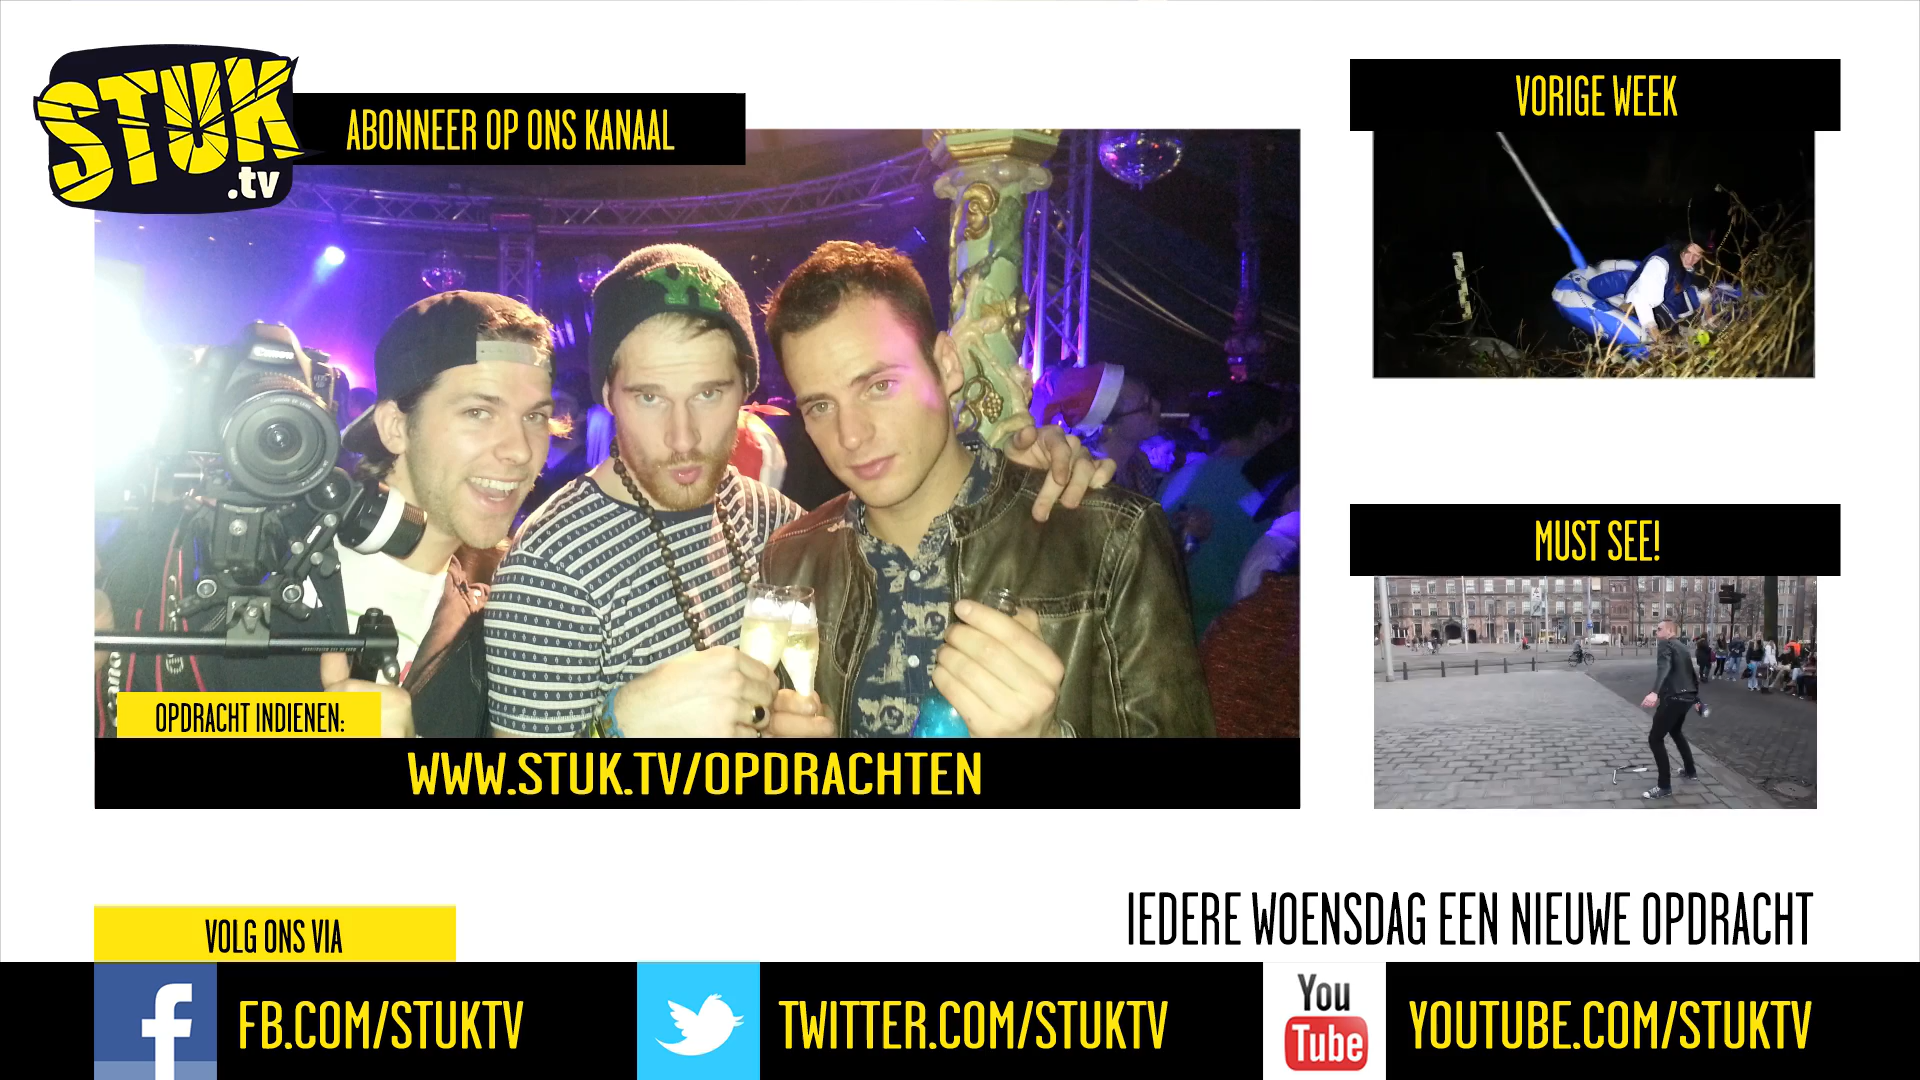 STUK
.tv
ABONNEER OP ONS KANAAL
VORIGE WEEK
Canon
MUST SEE!
OPDRACHT INDIENEN:
WWW.STUK.TV/OPDRACHTEN
IEDERE WOENSDAG EEN NIEUWE OPDRACHT
VOLG ONS VIA
f
FB.COM/STUKTV
TWITTER.COM/STUKTV
You
Tube
YOUTUBE.COM/STUKTV